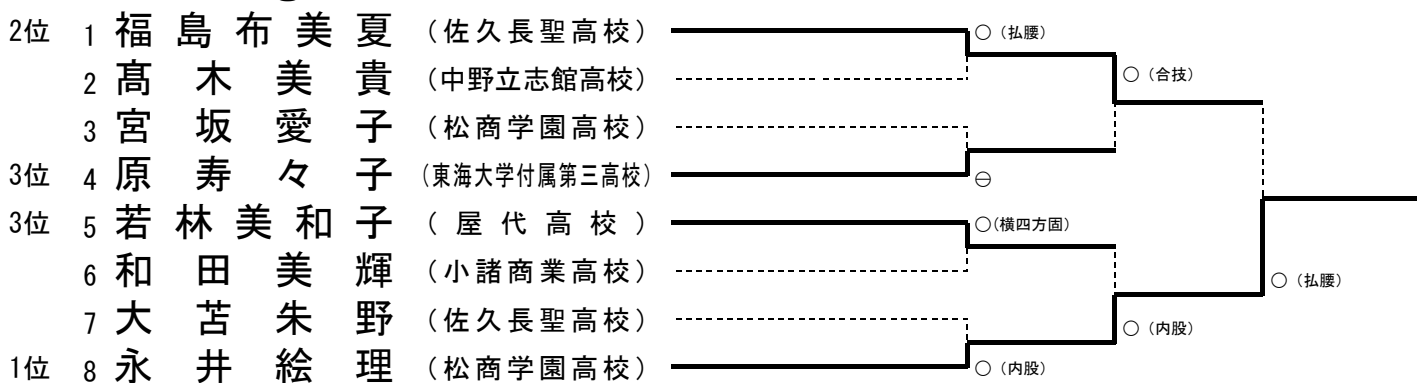 2位 1 福島布美夏 (佐久長聖高校) ○(払腰)
2 髙木美貴 (中野立志館高校) ○(合技)
3 宮坂愛子 (松商学園高校)
3位 4 原寿々子 (東海大学付属第三高校) ⊖
3位 5 若林美和子 (屋代高校) ○(横四方固)
6 和田美輝 (小諸商業高校) ○(払腰)
7 大苫朱野 (佐久長聖高校) ○(内股)
1位 8 永井絵理 (松商学園高校) ○(内股)